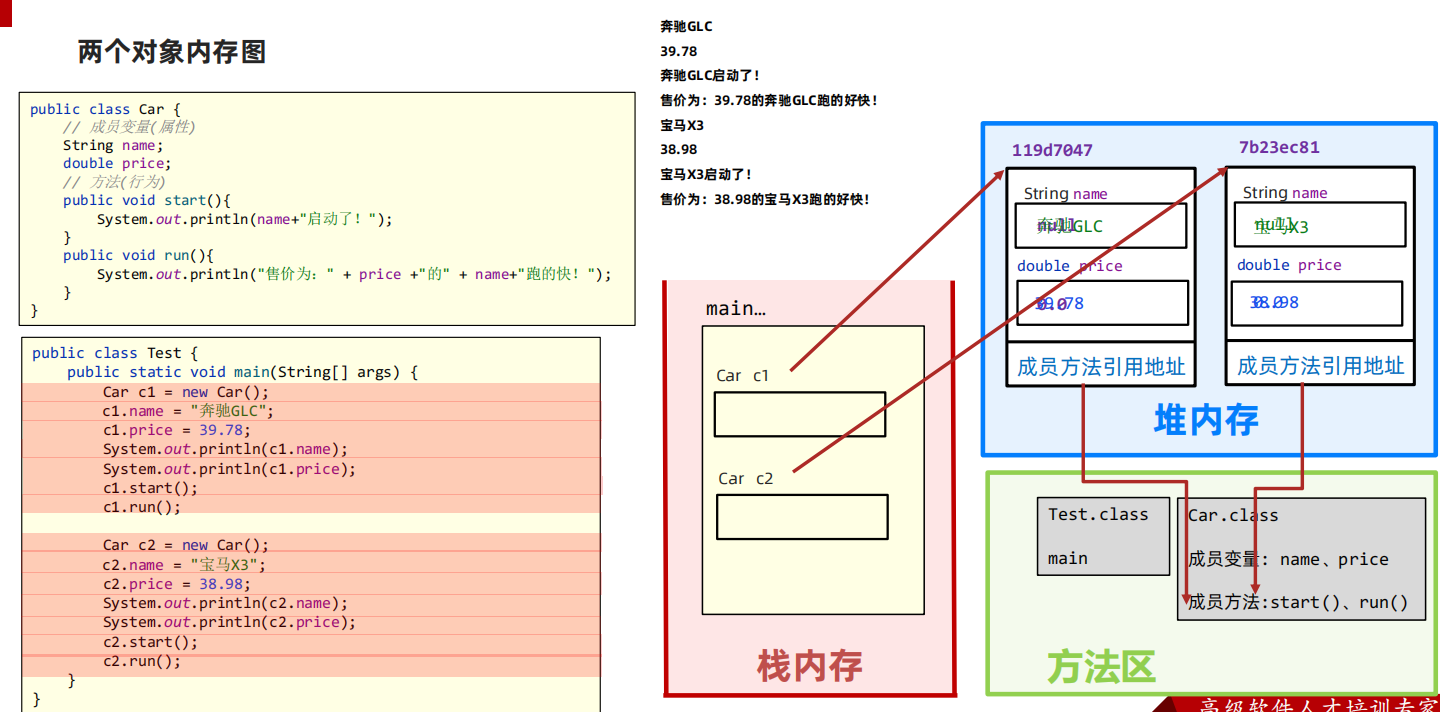 两个对象内存图
public class Car {
// 成员变量(属性)
String name;
double price;
// 方法(行为)
public void start(){
System.out.println(name+"启动了！");
}
public void run(){
System.out.println("售价为：" + price +"的" + name+"跑的快！");
}
}
public class Test {
public static void main(String[] args) {
Car c1 = new Car();
c1.name = "奔驰GLC";
c1.price = 39.78;
System.out.println(c1.name);
System.out.println(c1.price);
c1.start();
c1.run();
Car c2 = new Car();
c2.name = "宝马X3";
c2.price = 38.98;
System.out.println(c2.name);
System.out.println(c2.price);
c2.start();
c2.run();
}
}
奔驰GLC
39.78
奔驰GLC启动了！
售价为：39.78的奔驰GLC跑的好快！
宝马X3
38.98
宝马X3启动了！
售价为：38.98的宝马X3跑的好快！
main…
Car c1
Car c2
栈内存
119d7047
String name
null
奔驰GLC
double price
0.0
39.78
成员方法引用地址
7b23ec81
String name
null
宝马X3
double price
0.0
38.98
成员方法引用地址
堆内存
Test.class
main
Car.class
成员变量: name、price
成员方法:start()、run()
方法区
高级软件人才培训专家